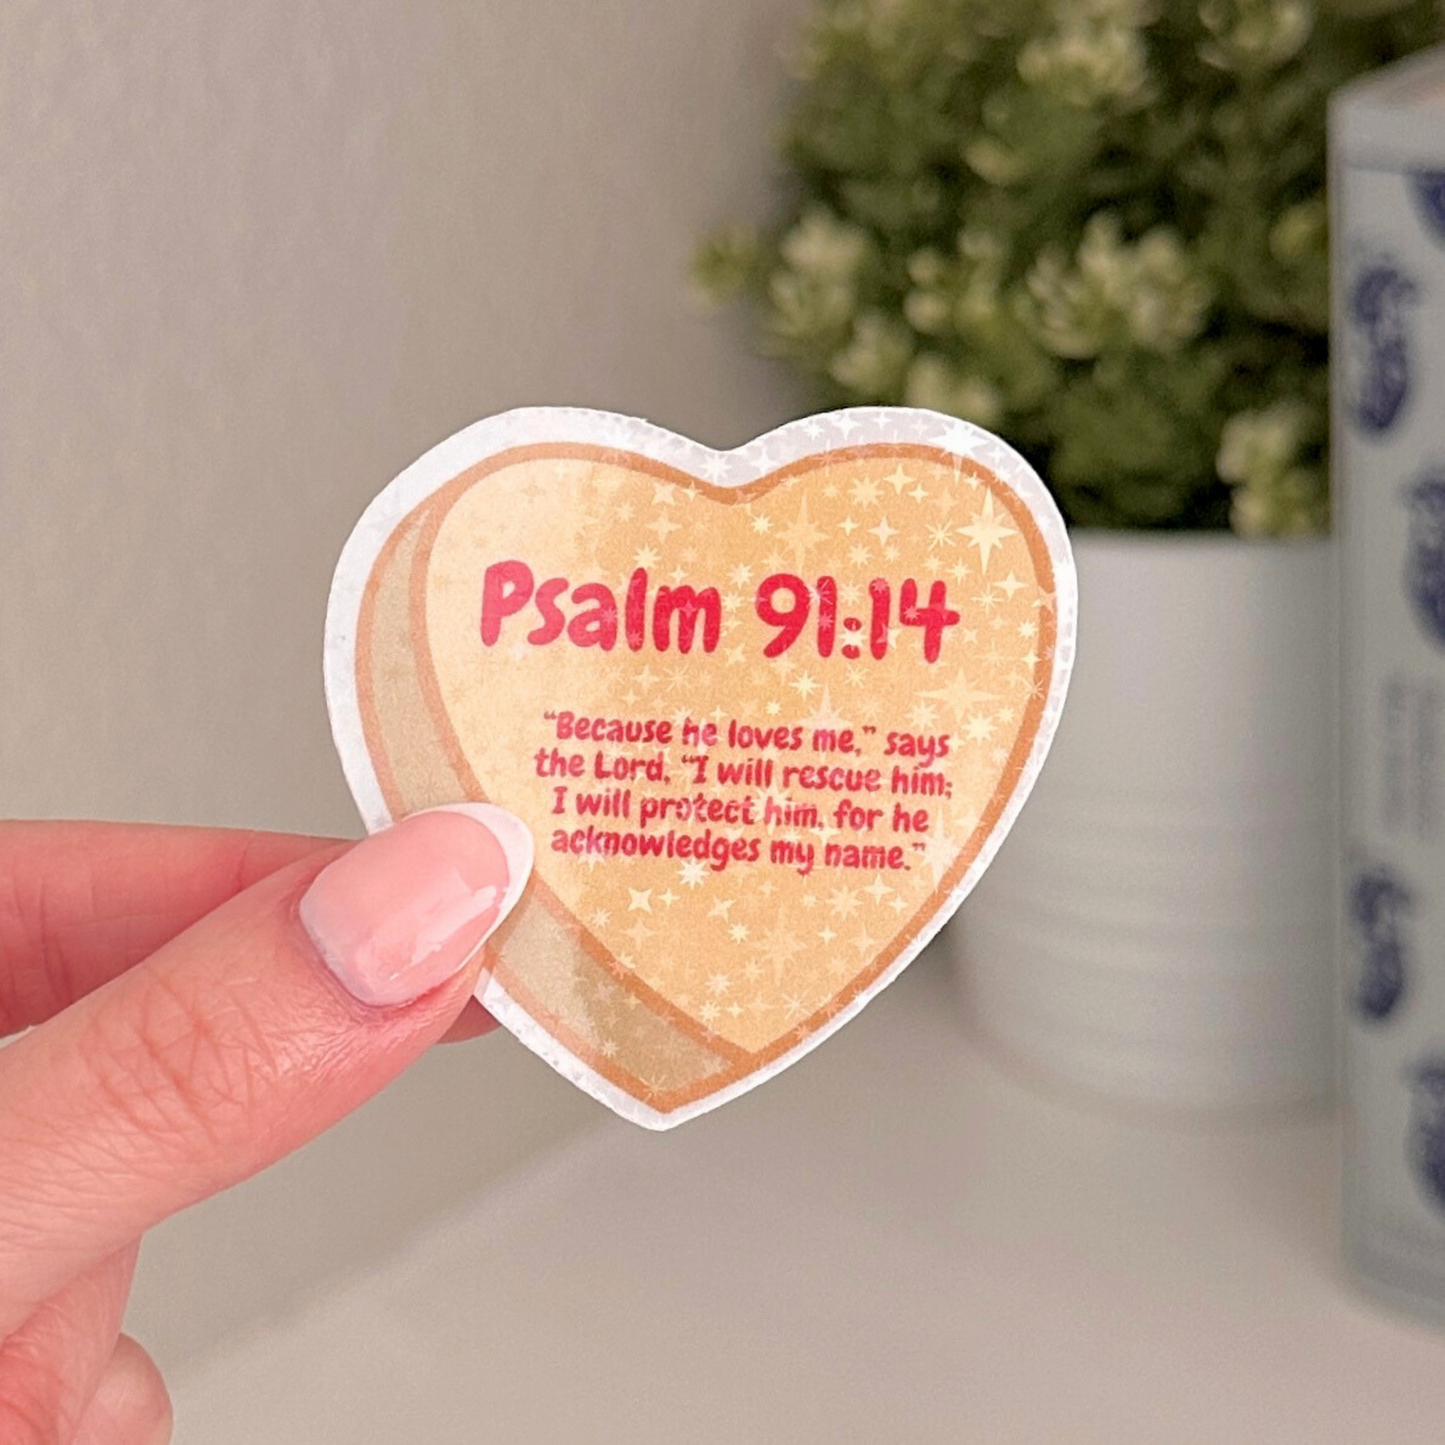 Psalm 91:14
“Because he loves me,” says
the Lord, “I will rescue him;
I will protect him, for he
acknowledges my name.”